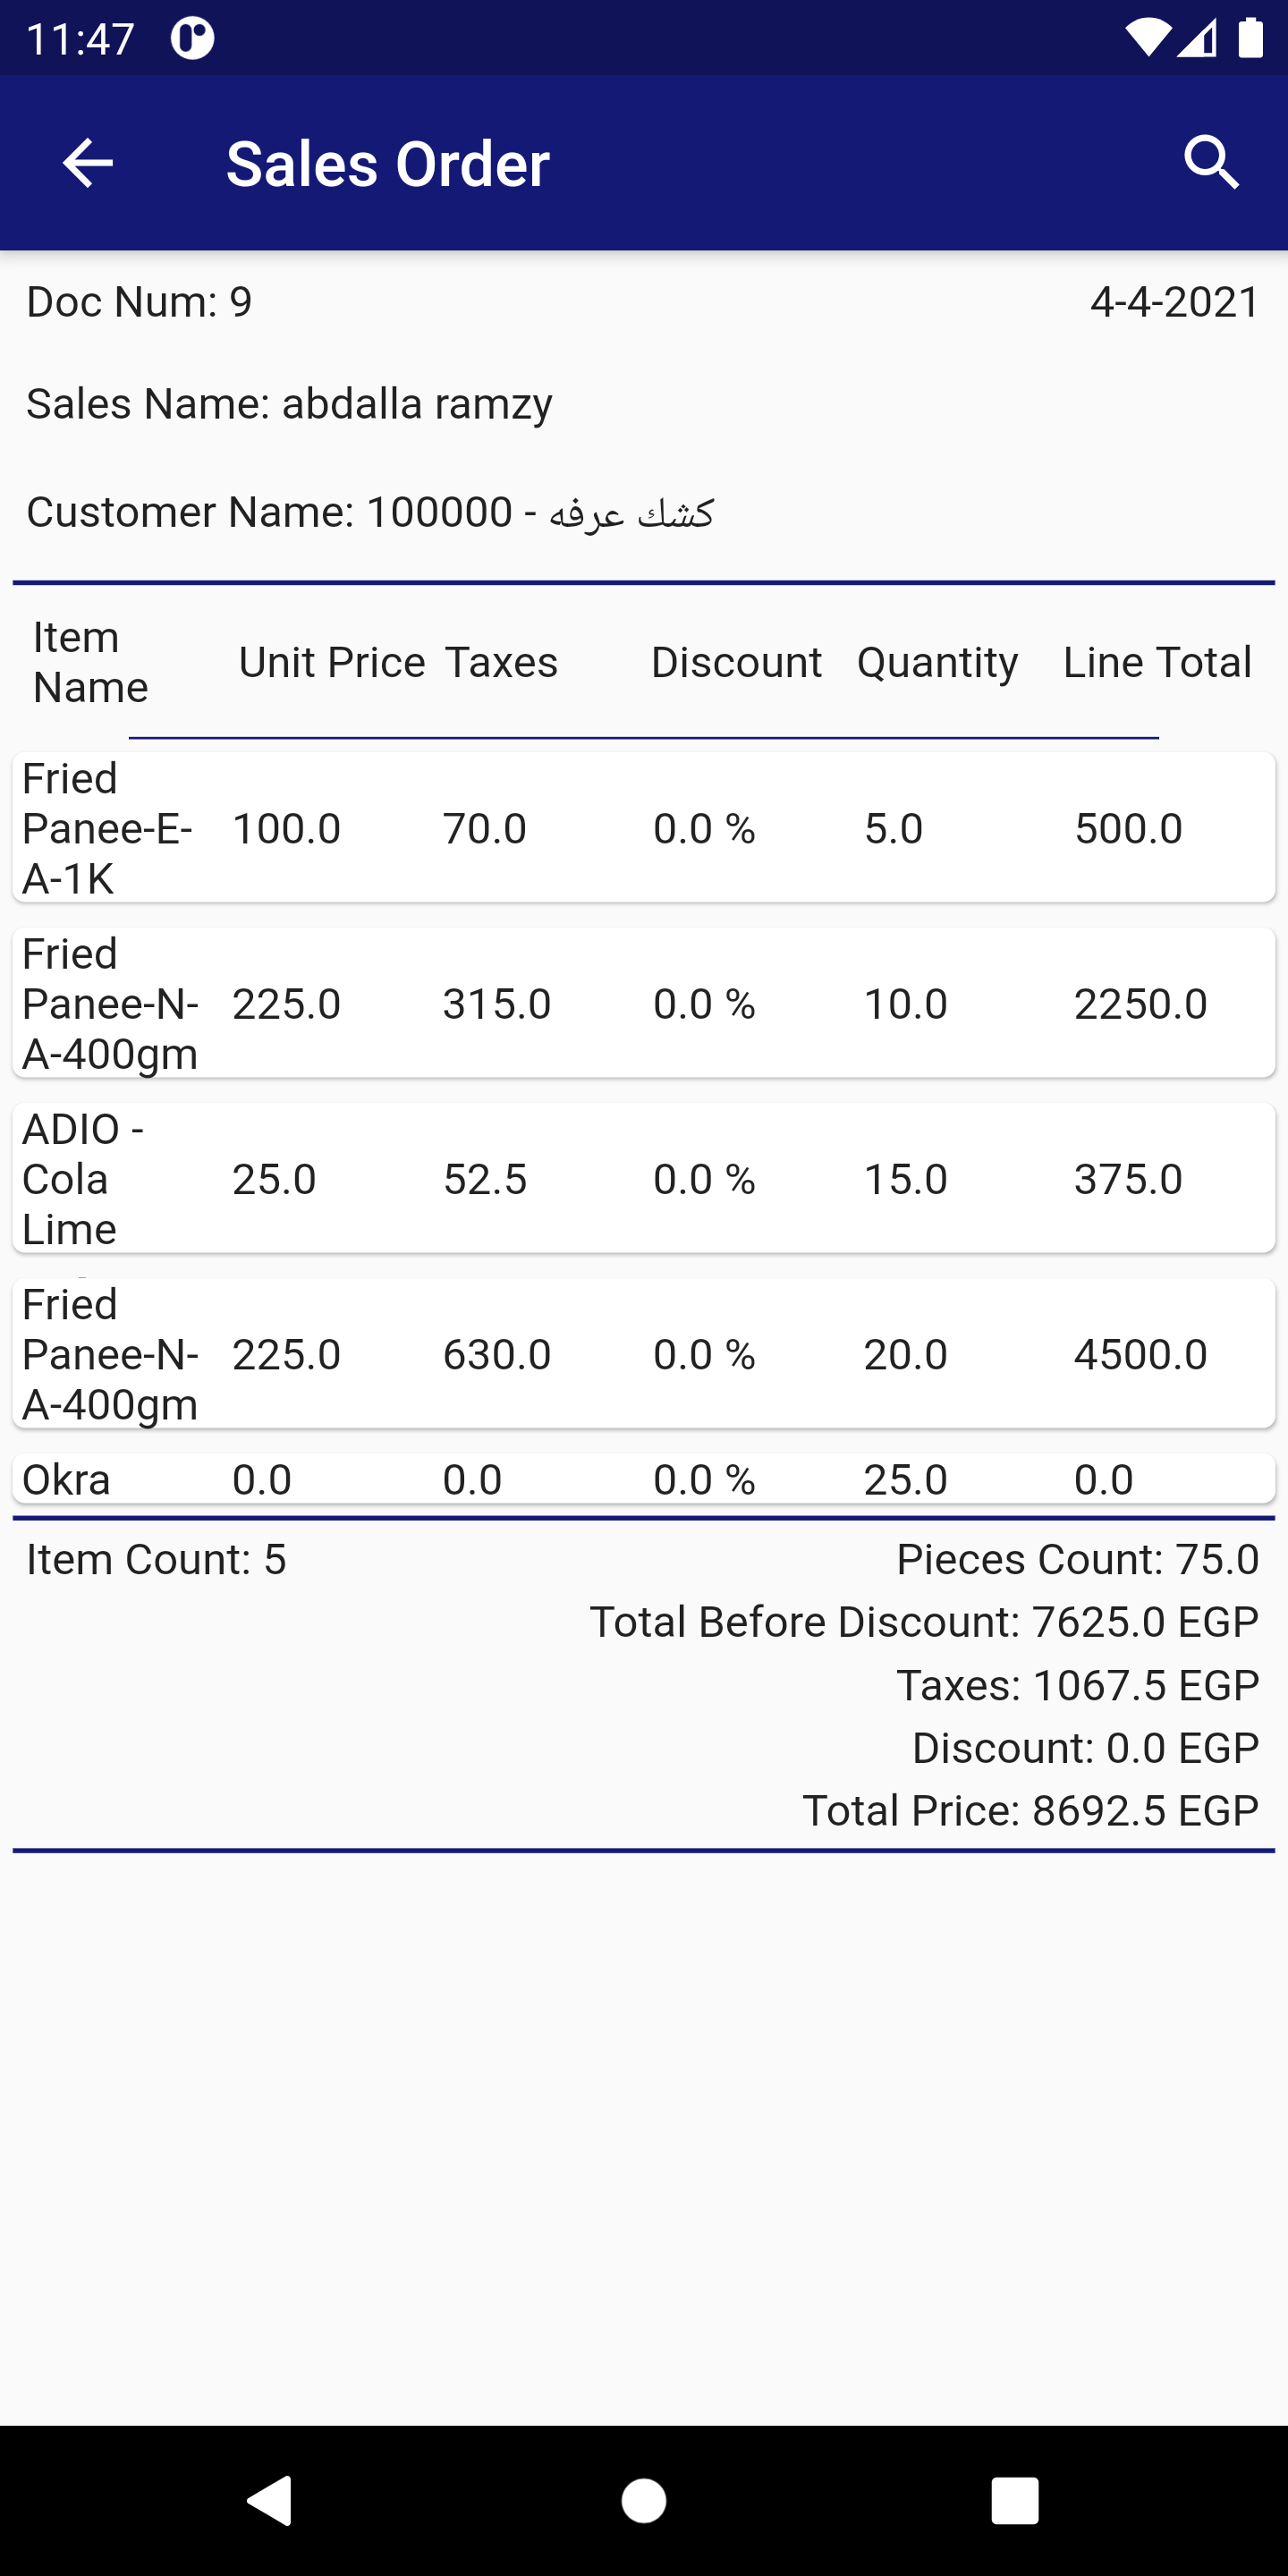 11:47
Sales Order
Doc Num: 9 4-4-2021
Sales Name: abdalla ramzy
Customer Name: 100000 - كشك عرفه
Item Name Unit Price Taxes Discount Quantity Line Total
Fried
Panee-E- 100.0 70.0 0.0 % 5.0 500.0
A-1K
Fried
Panee-N- 225.0 315.0 0.0 % 10.0 2250.0
A-400gm
ADIO -
Cola 25.0 52.5 0.0 % 15.0 375.0
Lime
Fried
Panee-N- 225.0 630.0 0.0 % 20.0 4500.0
A-400gm
Okra 0.0 0.0 0.0 % 25.0 0.0
Item Count: 5 Pieces Count: 75.0
Total Before Discount: 7625.0 EGP
Taxes: 1067.5 EGP
Discount: 0.0 EGP
Total Price: 8692.5 EGP